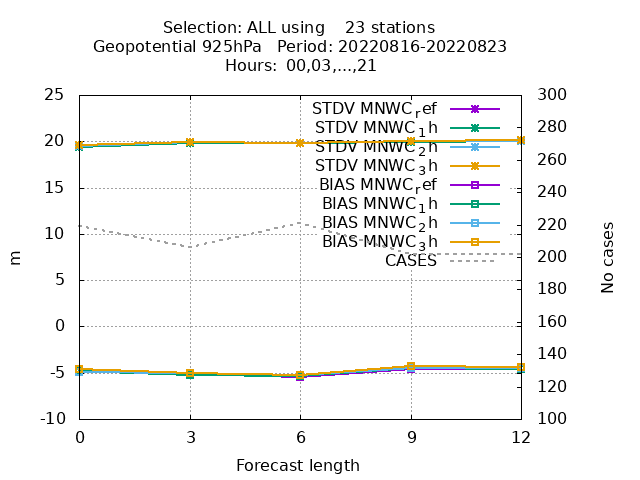 Selection: ALL using    23 stations
Geopotential 925hPa   Period: 20220816-20220823
Hours:  00,03,...,21
25
20
15
10
5
0
-5
-10
300
280
260
240
220
200
180
160
140
120
100
0
3
6
9
12
m
No cases
Forecast length
STDV MNWCref
STDV MNWC1h
STDV MNWC2h
STDV MNWC3h
BIAS MNWCref
BIAS MNWC1h
BIAS MNWC2h
BIAS MNWC3h
CASES